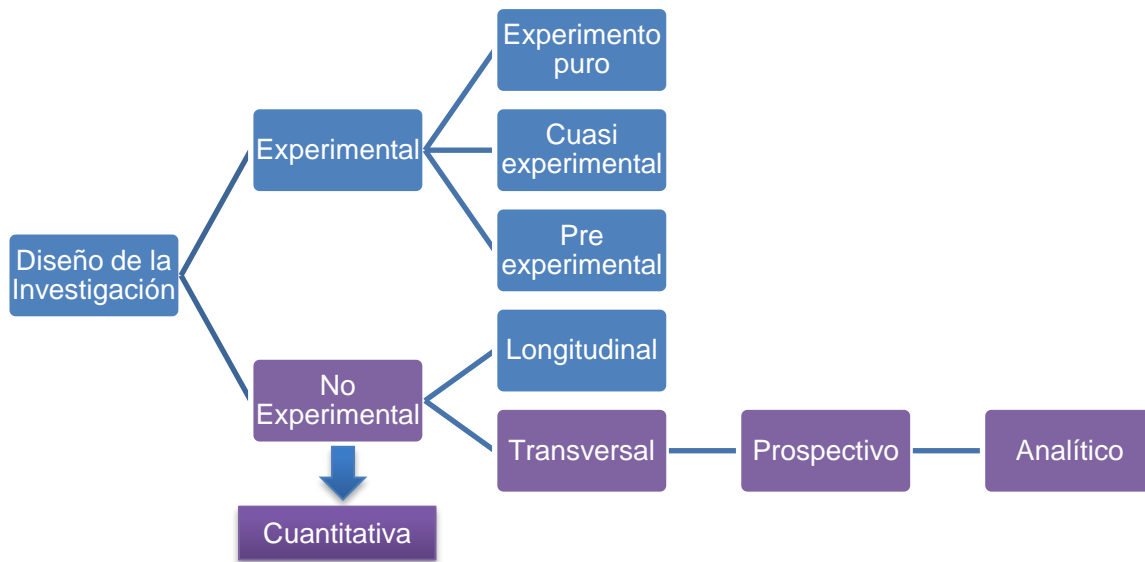 Experimento
puro
Experimental
Cuasi
experimental
Pre
experimental
Diseño de la
Investigación
Longitudinal
No
Experimental
Transversal
Prospectivo
Analítico
Cuantitativa